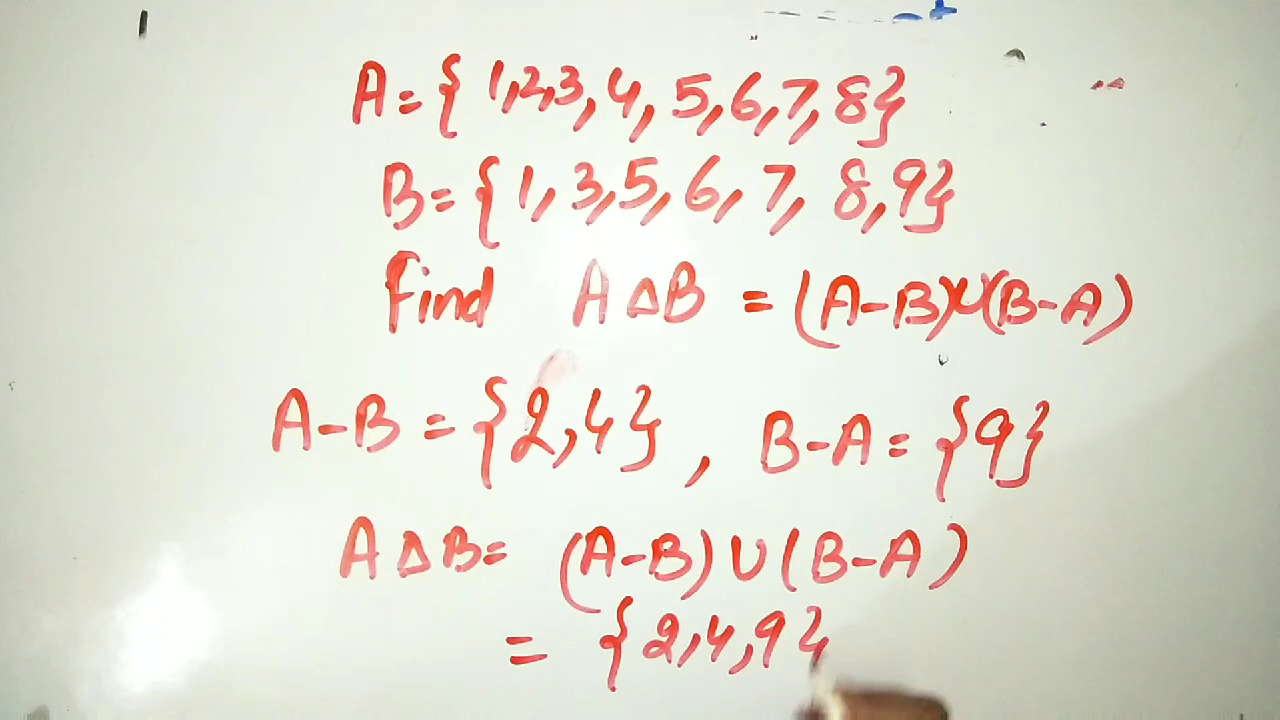 A = { 1,2,3, 4, 5,6,7,8}
B = {1, 3,5, 6, 7, 8,9}
Find A Δ B = (A-B)∪(B-A)
A-B = {2,4} , B-A = {9}
A Δ B = (A-B) ∪ (B-A)
= {2,4,9}